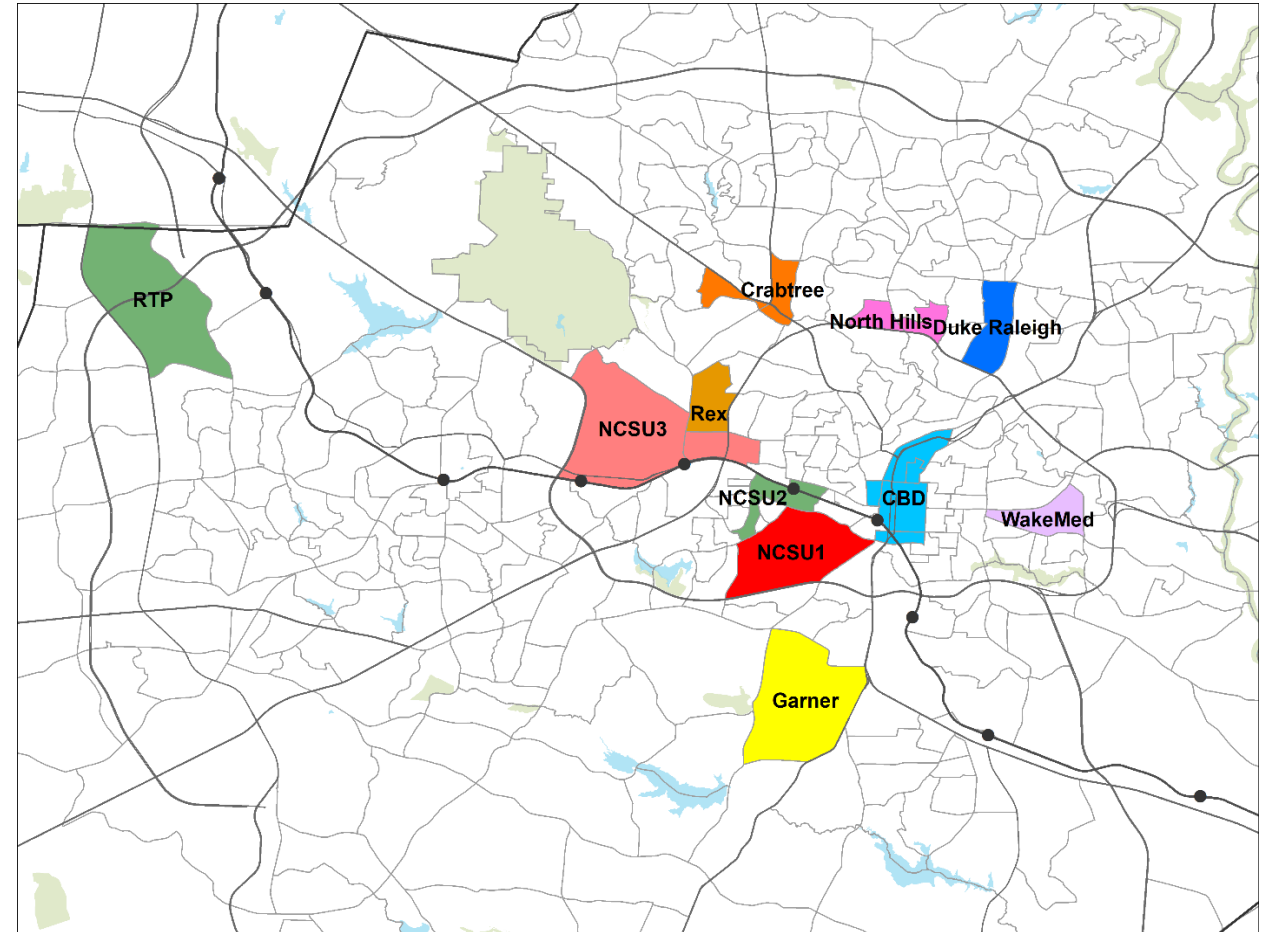 Crabtree
RTP
North Hills
Duke Raleigh
Rex
NCSU3
NCSU2
CBD
WakeMed
NCSU1
Garner